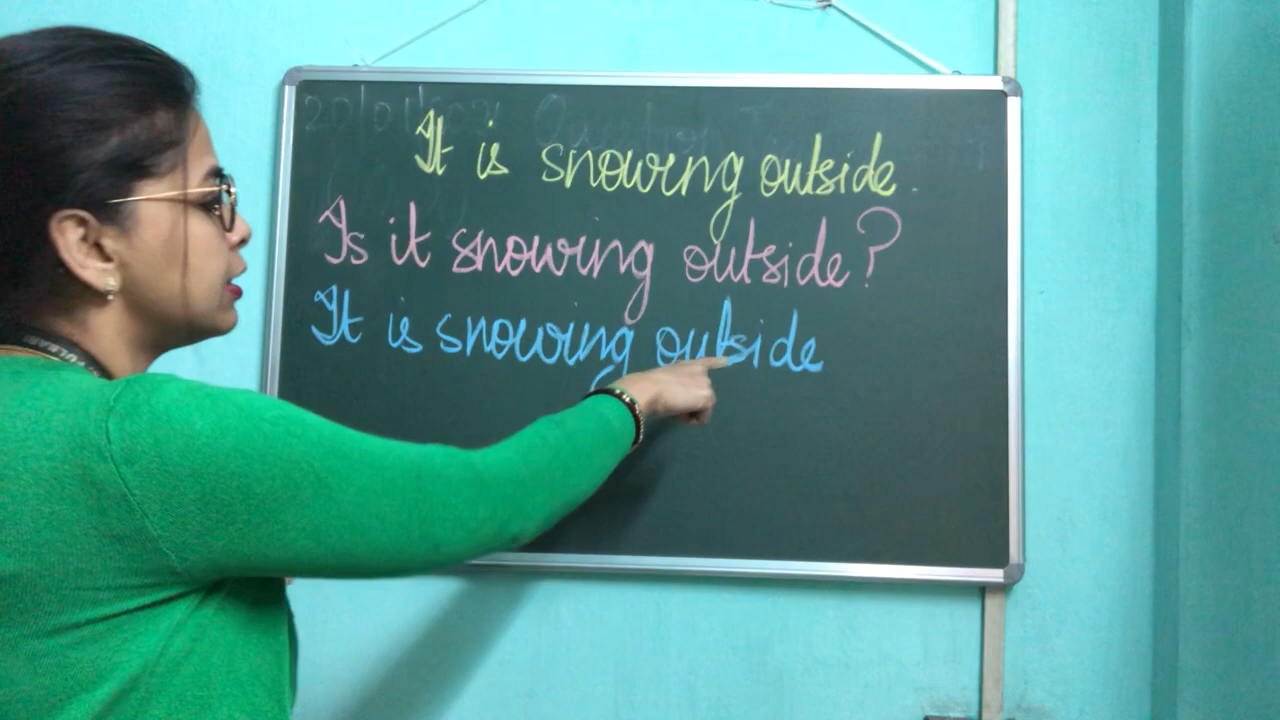 It is snowing outside.
Is it snowing outside?
It is snowing outside